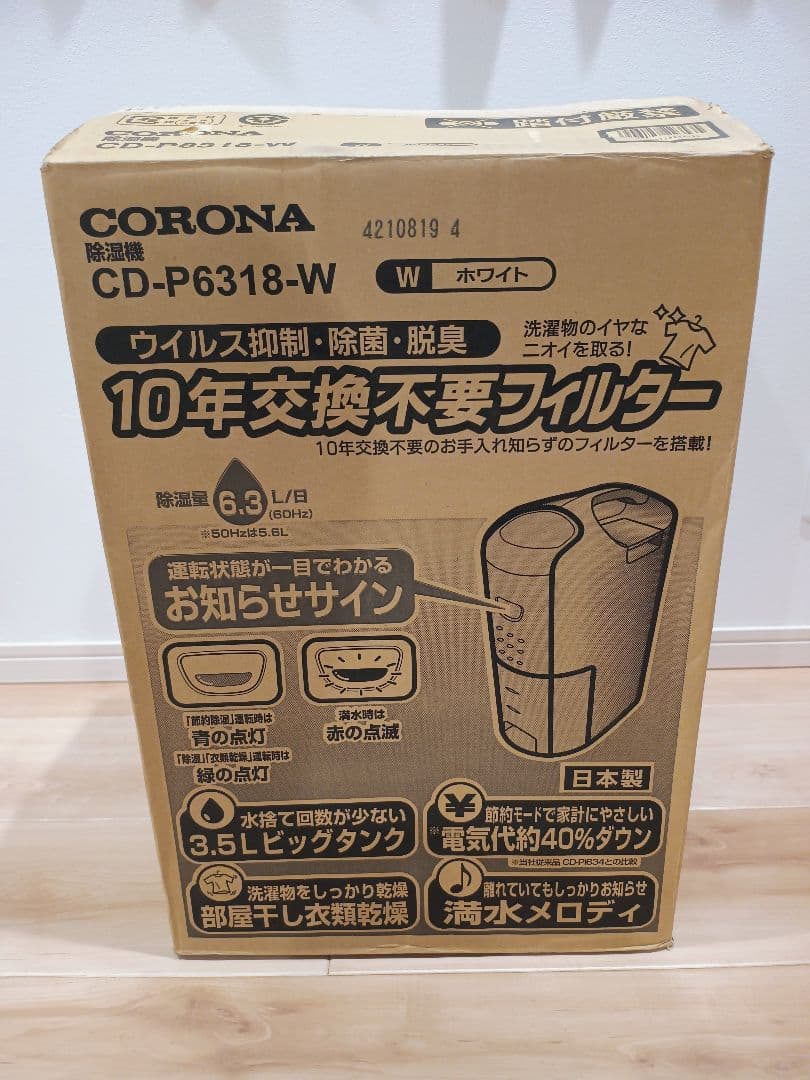 CORONA
除湿機
CD-P6318-W
踏付厳禁
CORONA
4210819 4
除湿機
CD-P6318-W
W ホワイト
ウイルス抑制・除菌・脱臭
洗濯物のイヤな
ニオイを取る!
10年交換不要フィルター
10年交換不要のお手入れ知らずのフィルターを搭載!
除湿量 6.3 L/日
(60Hz)
※50Hzは5.6L
運転状態が一目でわかる
お知らせサイン
「節約除湿」運転時は
青の点灯
「除湿」「衣類乾燥」運転時は
緑の点灯
満水時は
赤の点滅
日本製
水捨て回数が少ない
3.5Lビッグタンク
節約モードで家計にやさしい
※電気代約40%ダウン
※当社従来品 CD-Pi634との比較
洗濯物をしっかり乾燥
部屋干し衣類乾燥
離れていてもしっかりお知らせ
満水メロディ